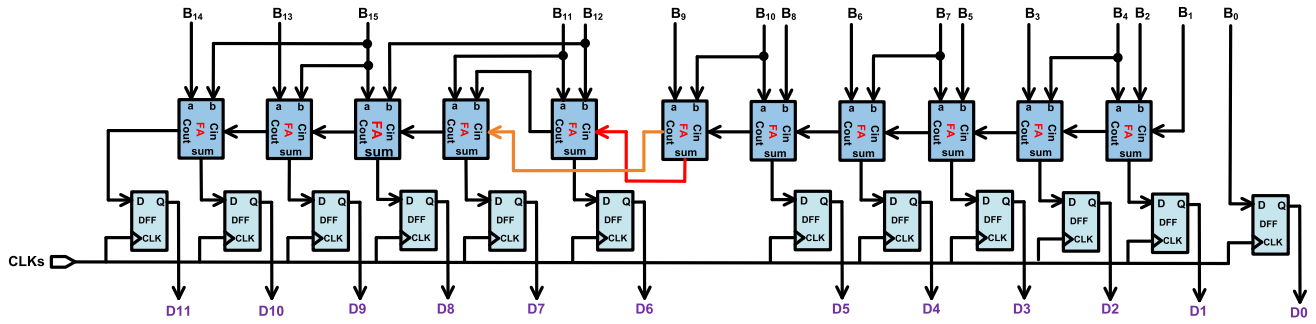 B14 B13 B15 B11 B12 B9 B10 B8 B6 B7 B5 B3 B4 B2 B1 B0
a b a b a b a b a b a b a b a b a b a b a b
Cout FA Cin Cout FA Cin Cout FA Cin Cout FA Cin Cout FA Cin Cout FA Cin Cout FA Cin Cout FA Cin Cout FA Cin Cout FA Cin Cout FA Cin
sum sum sum sum sum sum sum sum sum sum sum
D Q D Q D Q D Q D Q D Q D Q D Q D Q D Q D Q D Q
DFF DFF DFF DFF DFF DFF DFF DFF DFF DFF DFF DFF
CLK CLK CLK CLK CLK CLK CLK CLK CLK CLK CLK CLK
CLKs
D11 D10 D9 D8 D7 D6 D5 D4 D3 D2 D1 D0